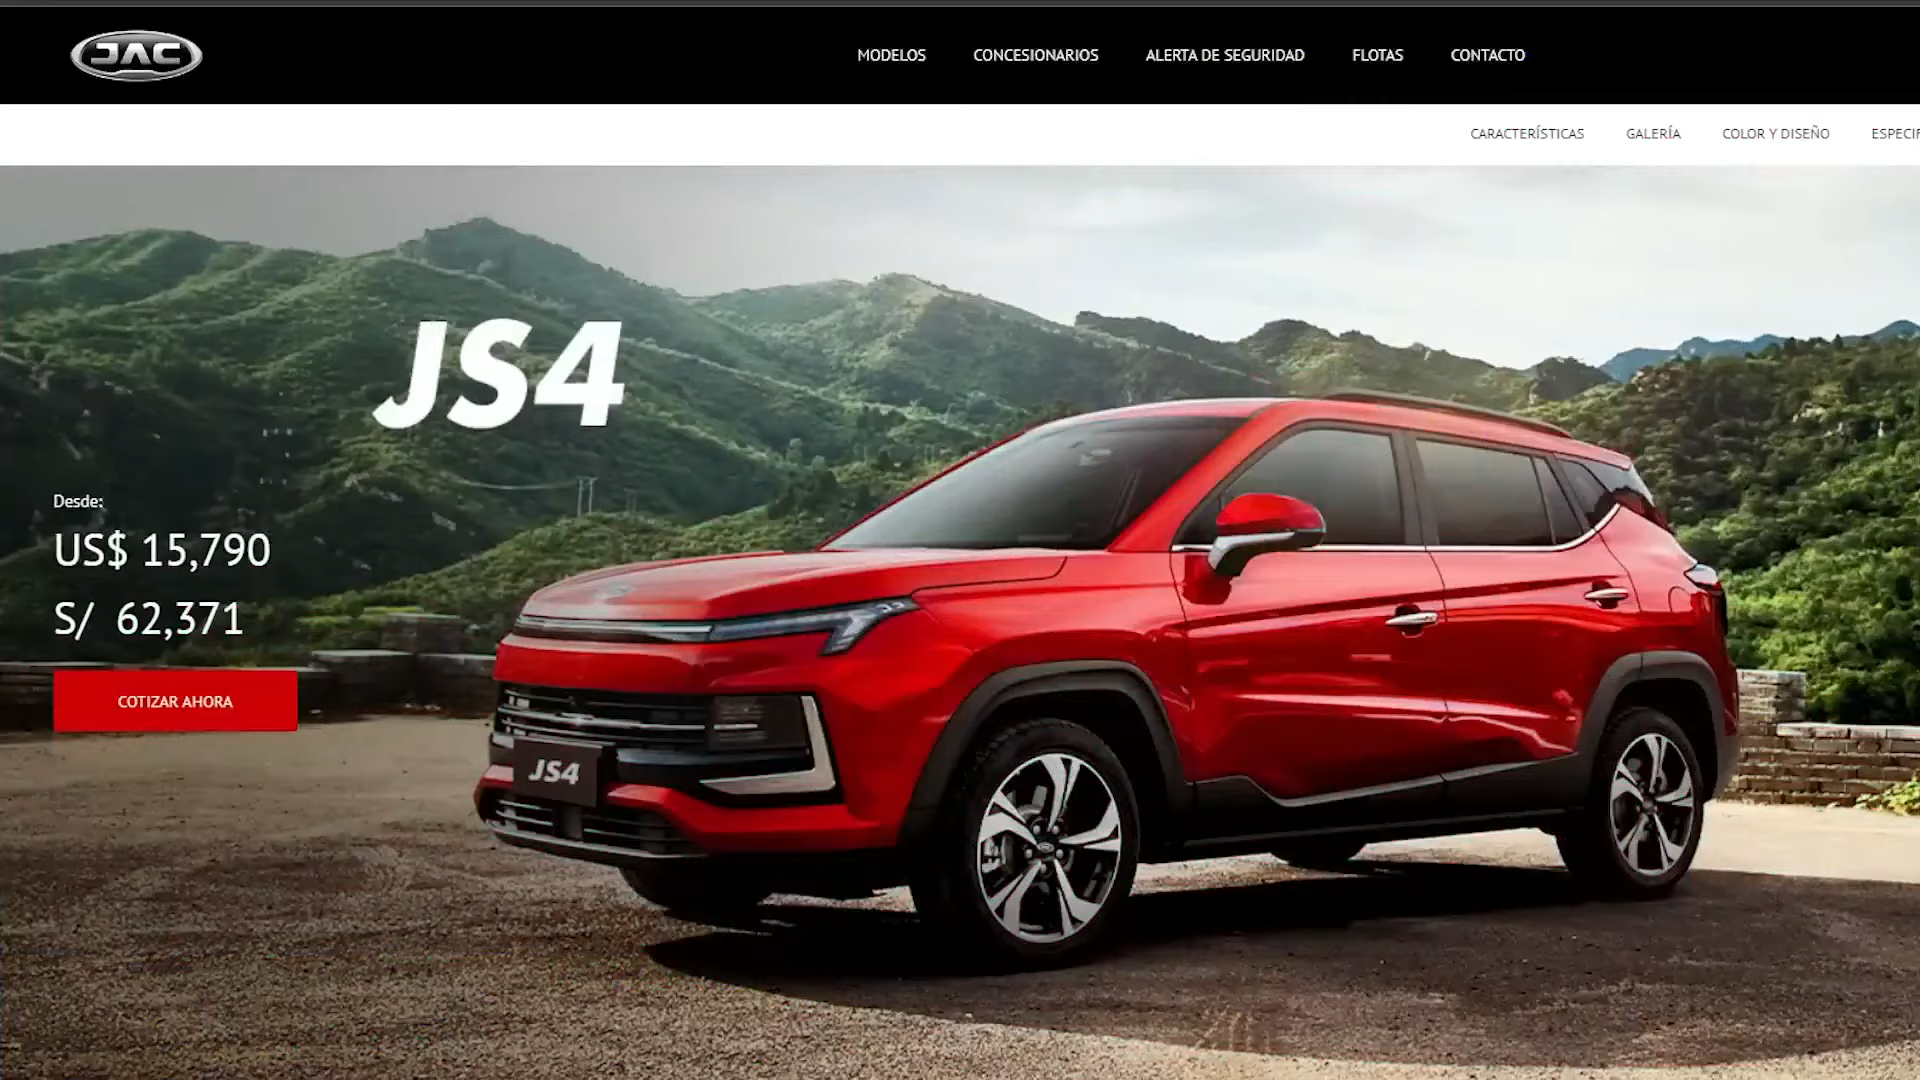 JAC
MODELOS CONCESIONARIOS ALERTA DE SEGURIDAD FLOTAS CONTACTO
CARACTERÍSTICAS GALERÍA COLOR Y DISEÑO ESPECIF
JS4
Desde:
US$ 15,790
S/ 62,371
COTIZAR AHORA
JS4